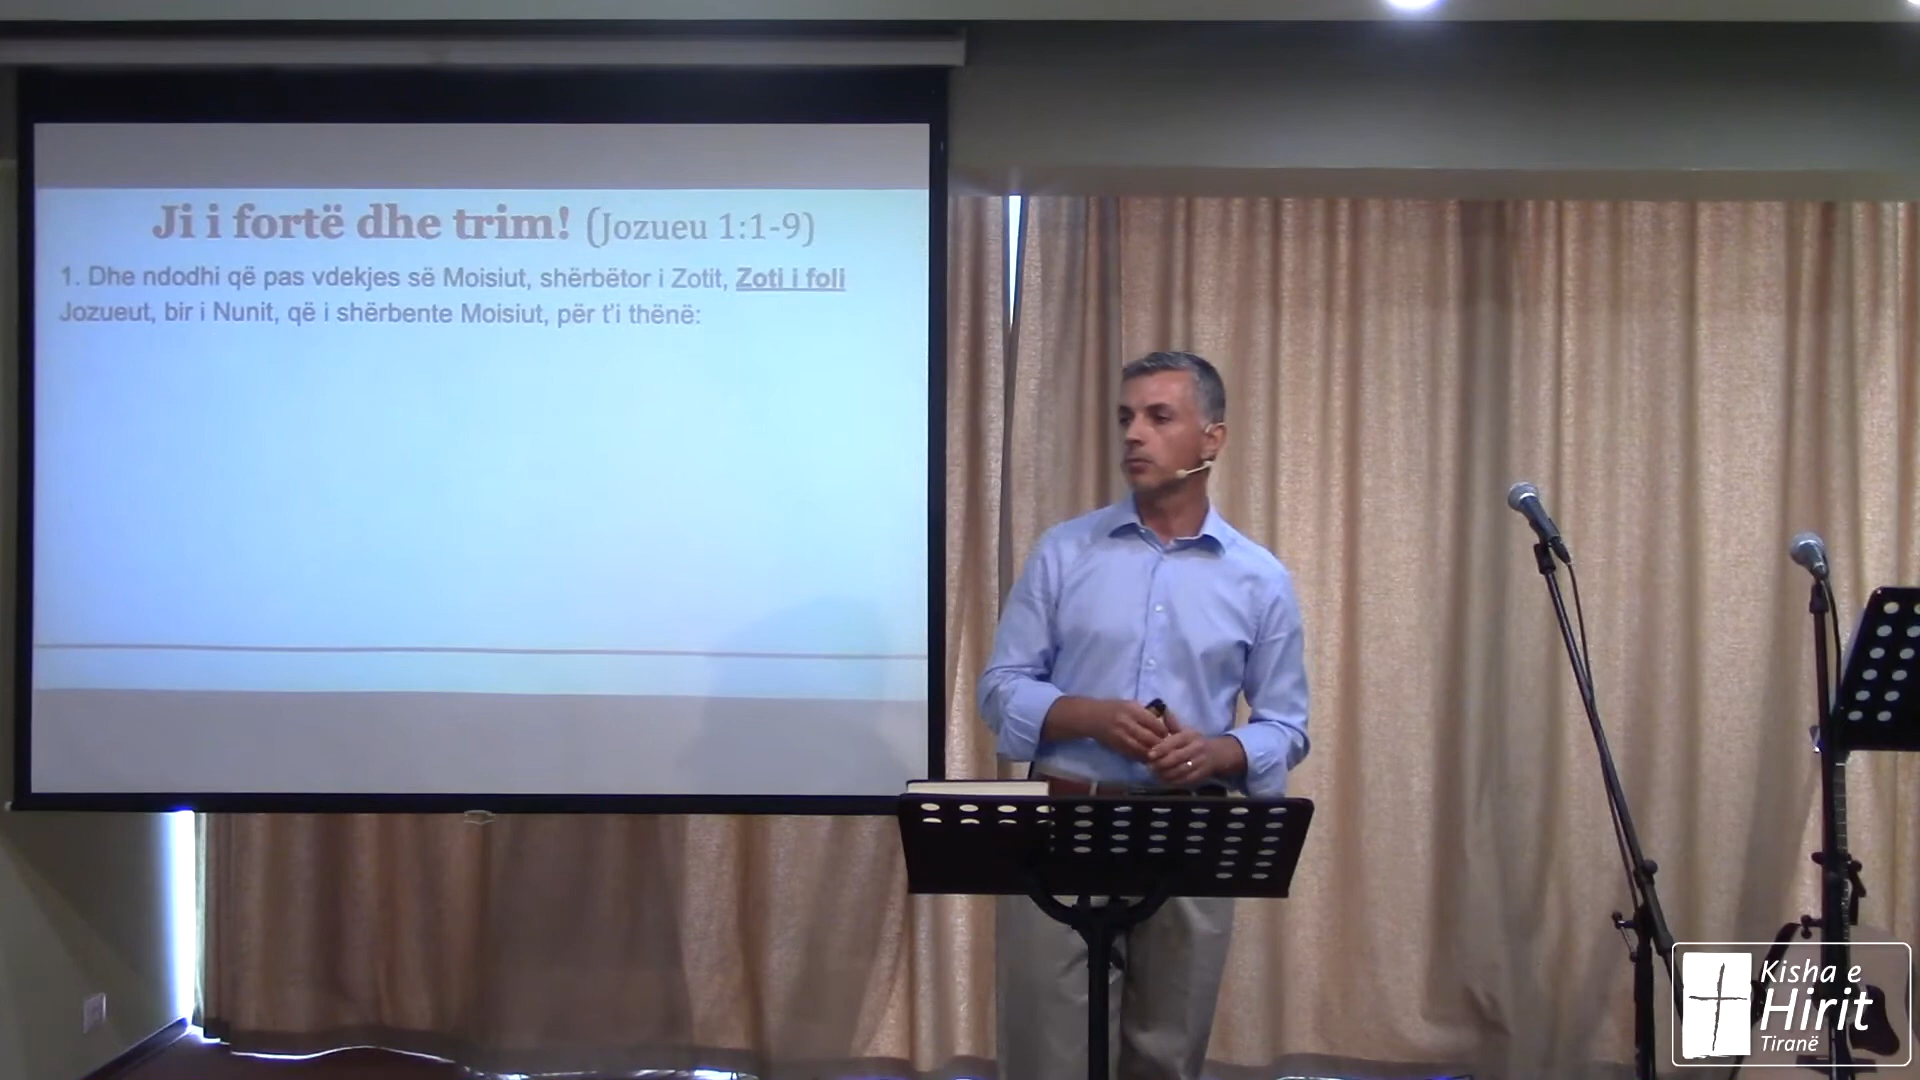 Ji i fortë dhe trim! (Jozueu 1:1-9)
1. Dhe ndodhi që pas vdekjes së Moisiut, shërbëtor i Zotit, Zoti i foli
Jozueut, bir i Nunit, që i shërbente Moisiut, për t'i thënë:
Kisha e
Hirit
Tiranë